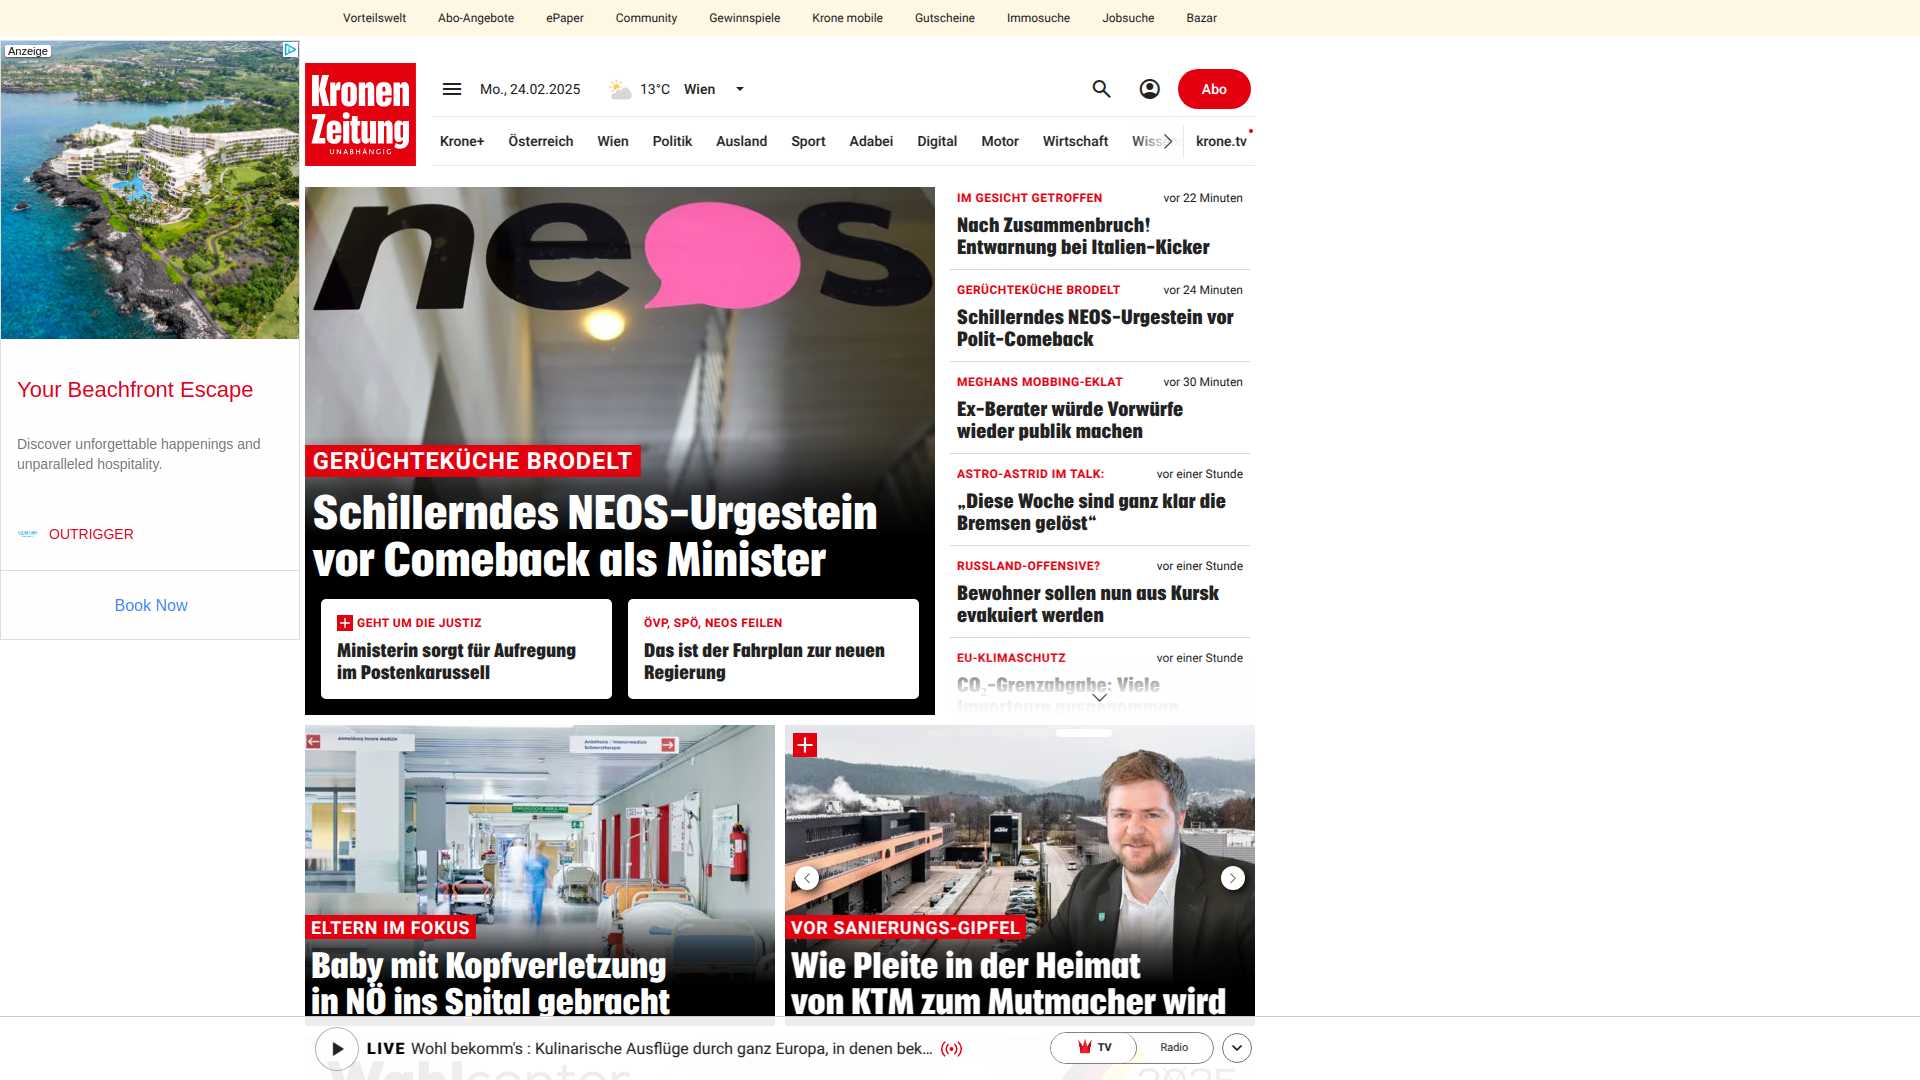 Vorteilswelt Abo-Angebote ePaper Community Gewinnspiele Krone mobile Gutscheine Immosuche Jobsuche Bazar
Anzeige
Your Beachfront Escape
Discover unforgettable happenings and
unparalleled hospitality.
OUTRIGGER
Book Now
Kronen
Zeitung
UNABHÄNGIG
Mo., 24.02.2025 13°C Wien
Abo
Krone+ Österreich Wien Politik Ausland Sport Adabei Digital Motor Wirtschaft krone.tv
neos
GERÜCHTEKÜCHE BRODELT
Schillerndes NEOS-Urgestein
vor Comeback als Minister
GEHT UM DIE JUSTIZ
Ministerin sorgt für Aufregung
im Postenkarussell
ÖVP, SPÖ, NEOS FEILEN
Das ist der Fahrplan zur neuen
Regierung
IM GESICHT GETROFFEN vor 22 Minuten
Nach Zusammenbruch!
Entwarnung bei Italien-Kicker
GERÜCHTEKÜCHE BRODELT vor 24 Minuten
Schillerndes NEOS-Urgestein vor
Polit-Comeback
MEGHANS MOBBING-EKLAT vor 30 Minuten
Ex-Berater würde Vorwürfe
wieder publik machen
ASTRO-ASTRID IM TALK: vor einer Stunde
„Diese Woche sind ganz klar die
Bremsen gelöst“
RUSSLAND-OFFENSIVE? vor einer Stunde
Bewohner sollen nun aus Kursk
evakuiert werden
EU-KLIMASCHUTZ vor einer Stunde
CO₂-Grenzabgabe: Viele
Importeure ausgenommen
Anmeldung Innere Medizin
ELTERN IM FOKUS
Baby mit Kopfverletzung
in NÖ ins Spital gebracht
VOR SANIERUNGS-GIPFEL
Wie Pleite in der Heimat
von KTM zum Mutmacher wird
LIVE Wohl bekomm's : Kulinarische Ausflüge durch ganz Europa, in denen bek...
TV Radio
Wahlcenter
2025